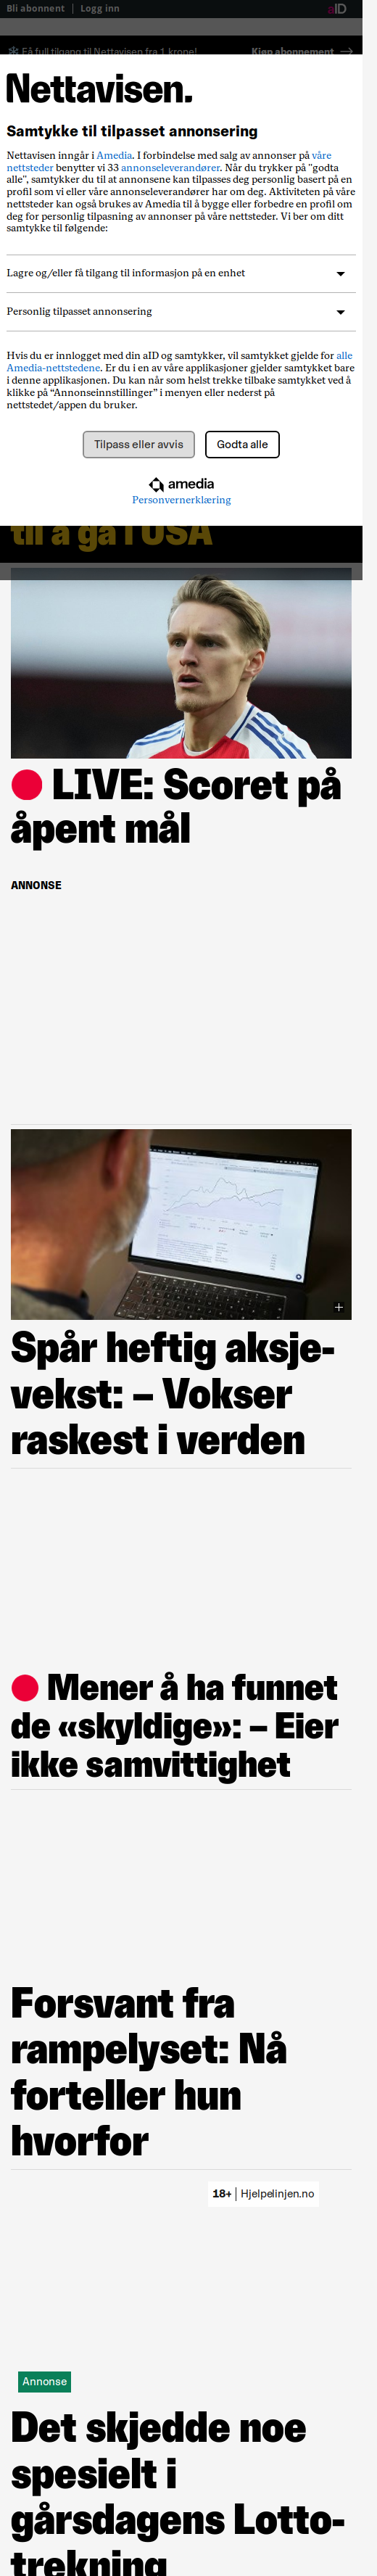 Bli abonnent | Logg inn
aID
Få full tilgang til Nettavisen fra 1 krone!
Kjøp abonnement
Nettavisen.
Samtykke til tilpasset annonsering
Nettavisen inngår i Amedia. I forbindelse med salg av annonser på våre
nettsteder benytter vi 33 annonseleverandører. Når du trykker på "godta
alle", samtykker du til at annonsene kan tilpasses deg personlig basert på en
profil som vi eller våre annonseleverandører har om deg. Aktiviteten på våre
nettsteder kan også brukes av Amedia til å bygge eller forbedre en profil om
deg for personlig tilpasning av annonser på våre nettsteder. Vi ber om ditt
samtykke til følgende:
Lagre og/eller få tilgang til informasjon på en enhet
Personlig tilpasset annonsering
Hvis du er innlogget med din aID og samtykker, vil samtykket gjelde for alle
Amedia-nettstedene. Er du i en av våre applikasjoner gjelder samtykket bare
i denne applikasjonen. Du kan når som helst trekke tilbake samtykket ved å
klikke på “Annonseinnstillinger” i menyen eller nederst på
nettstedet/appen du bruker.
Tilpass eller avvis
Godta alle
amedia
Personvernerklæring
til å gå i USA
LIVE: Scoret på
åpent mål
ANNONSE
Spår heftig aksje-
vekst: – Vokser
raskest i verden
Mener å ha funnet
de «skyldige»: – Eier
ikke samvittighet
Forsvant fra
rampelyset: Nå
forteller hun
hvorfor
18+ | Hjelpelinjen.no
Annonse
Det skjedde noe
spesielt i
gårsdagens Lotto-
trekning